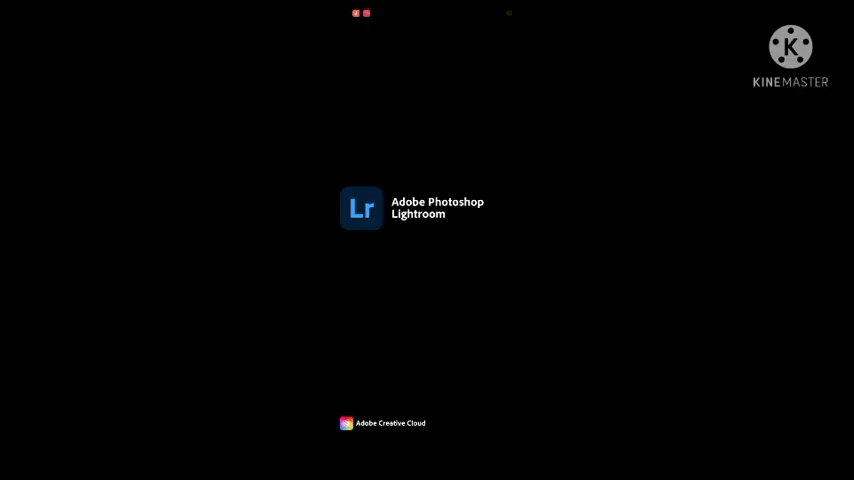 K
KINEMASTER
Lr
Adobe Photoshop
Lightroom
Adobe Creative Cloud